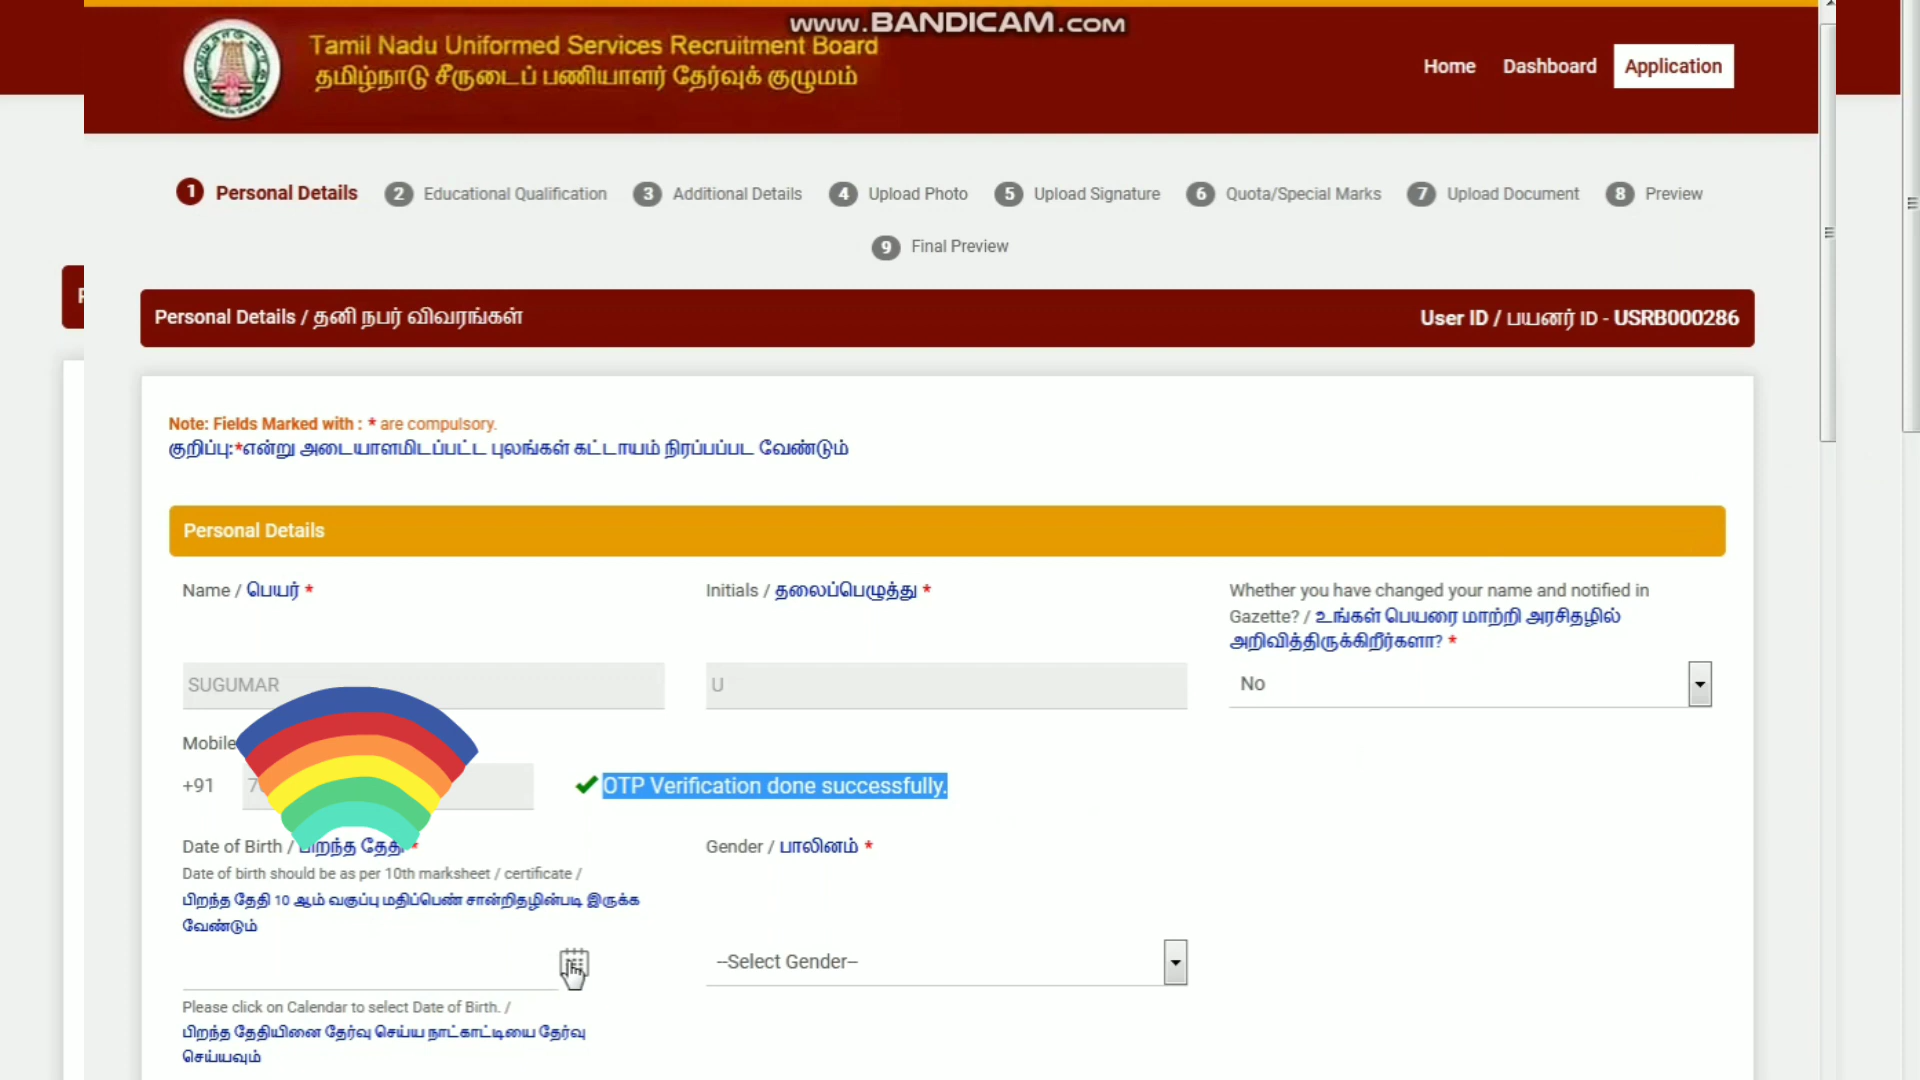 www.BANDICAM.com
Tamil Nadu Uniformed Services Recruitment Board
தமிழ்நாடு சீருடைப் பணியாளர் தேர்வுக் குழுமம்
Home Dashboard Application
1 Personal Details 2 Educational Qualification 3 Additional Details 4 Upload Photo 5 Upload Signature 6 Quota/Special Marks 7 Upload Document 8 Preview
9 Final Preview
Personal Details / தனி நபர் விவரங்கள் User ID / பயனர் ID - USRB000286
Note: Fields Marked with : * are compulsory.
குறிப்பு:*என்று அடையாளமிடப்பட்ட புலங்கள் கட்டாயம் நிரப்பப்பட வேண்டும்
Personal Details
Name / பெயர் * Initials / தலைப்பெழுத்து * Whether you have changed your name and notified in
Gazette? / உங்கள் பெயரை மாற்றி அரசிதழில்
அறிவித்திருக்கிறீர்களா? *
SUGUMAR U No
Mobile
+91 7 OTP Verification done successfully.
Date of Birth / பிறந்த தேதி * Gender / பாலினம் *
Date of birth should be as per 10th marksheet / certificate /
பிறந்த தேதி 10 ஆம் வகுப்பு மதிப்பெண் சான்றிதழின்படி இருக்க
வேண்டும்
--Select Gender--
Please click on Calendar to select Date of Birth. /
பிறந்த தேதியினை தேர்வு செய்ய நாட்காட்டியை தேர்வு
செய்யவும்